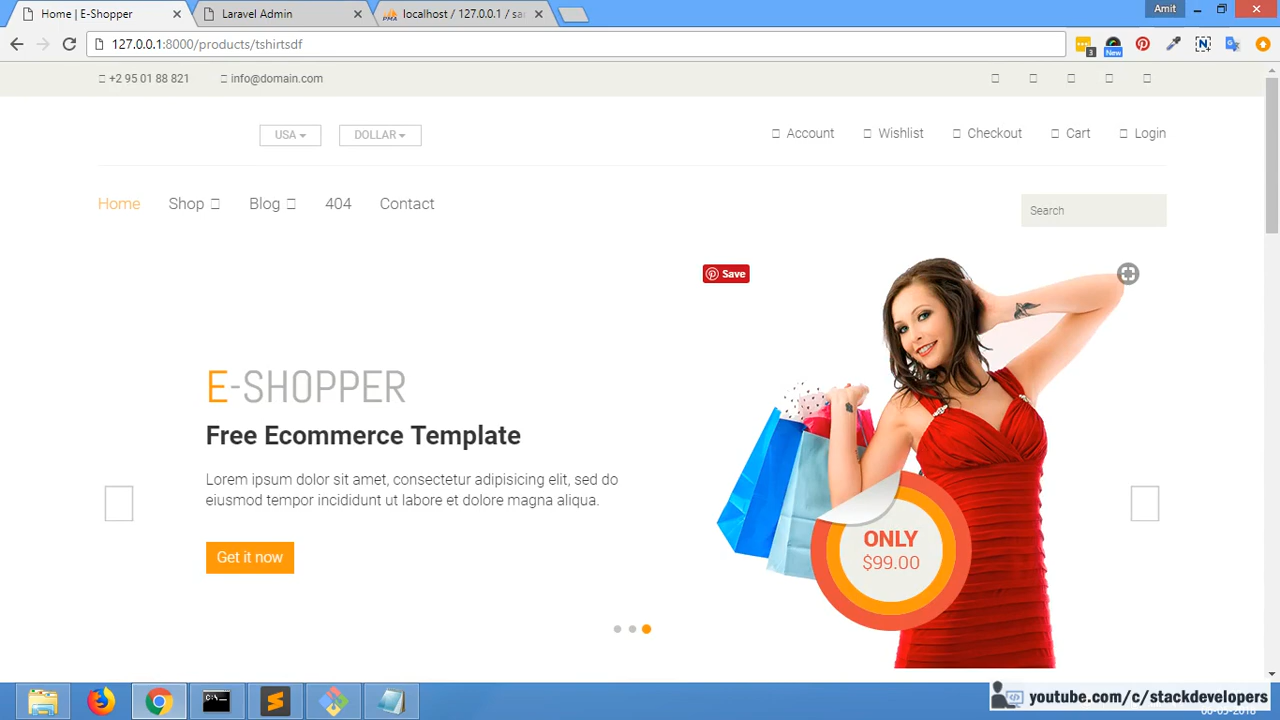 Home | E-Shopper
Laravel Admin
localhost / 127.0.0.1 / sa
Amit
127.0.0.1:8000/products/tshirtsdf
3
New
+2 95 01 88 821
info@domain.com
USA
DOLLAR
Account
Wishlist
Checkout
Cart
Login
Home
Shop
Blog
404
Contact
Search
Save
E-SHOPPER
Free Ecommerce Template
Lorem ipsum dolor sit amet, consectetur adipisicing elit, sed do
eiusmod tempor incididunt ut labore et dolore magna aliqua.
Get it now
ONLY
$99.00
youtube.com/c/stackdevelopers